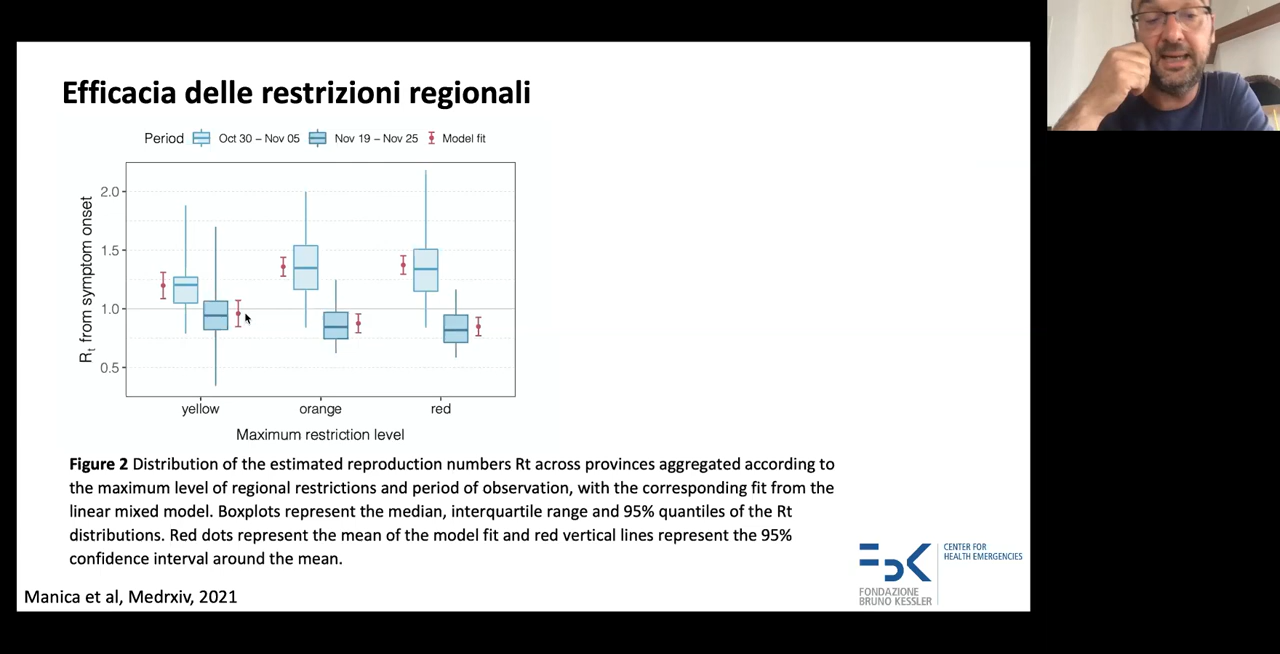 Efficacia delle restrizioni regionali
Period Oct 30 – Nov 05 Nov 19 – Nov 25 Model fit
2.0
1.5
1.0
0.5
Rt from symptom onset
yellow orange red
Maximum restriction level
Figure 2 Distribution of the estimated reproduction numbers Rt across provinces aggregated according to
the maximum level of regional restrictions and period of observation, with the corresponding fit from the
linear mixed model. Boxplots represent the median, interquartile range and 95% quantiles of the Rt
distributions. Red dots represent the mean of the model fit and red vertical lines represent the 95%
confidence interval around the mean.
Manica et al, Medrxiv, 2021
FBK
CENTER FOR
HEALTH EMERGENCIES
FONDAZIONE
BRUNO KESSLER